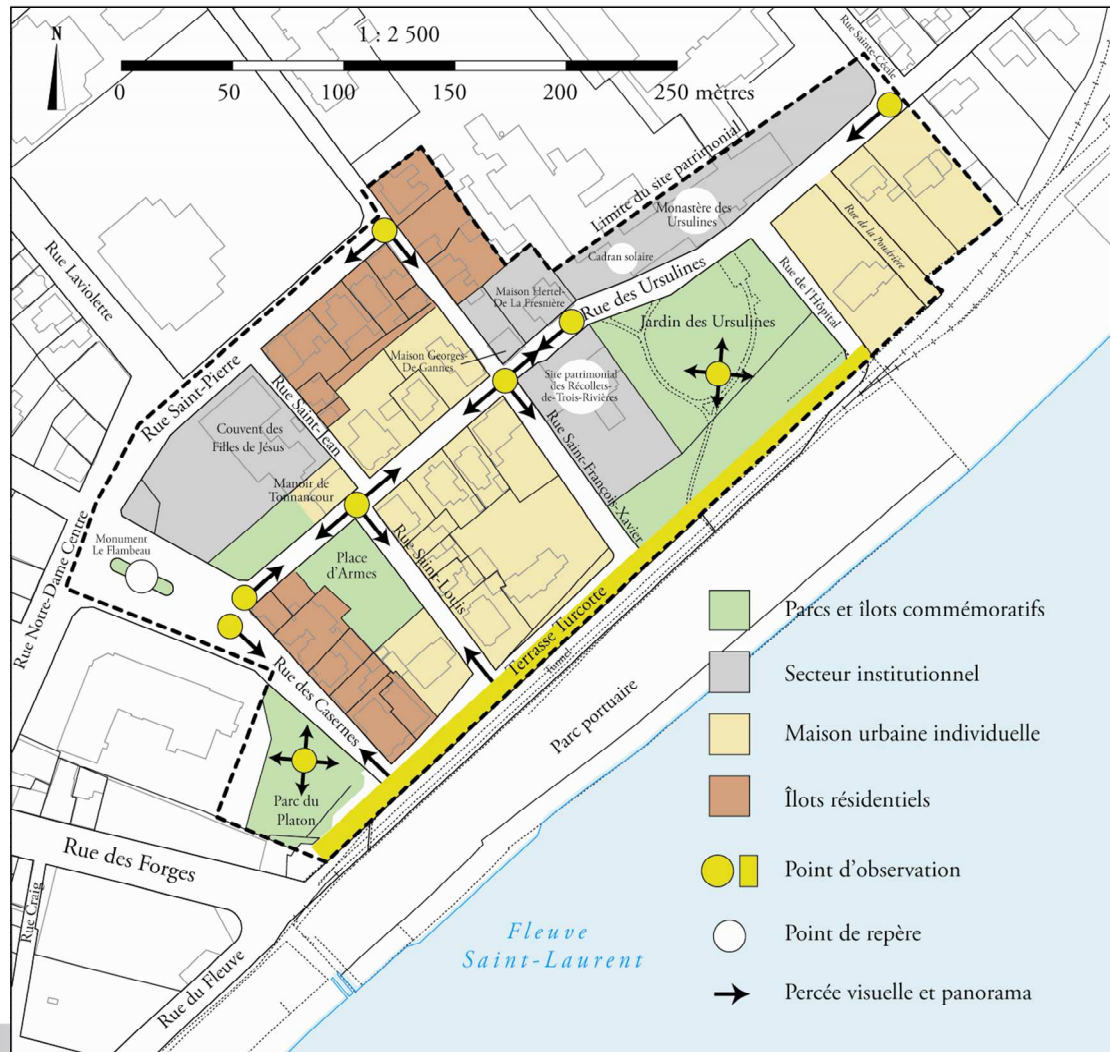 N
1 : 2 500
0 50 100 150 200 250 mètres
Rue Sainte-Cécile
Limite du site patrimonial
Monastère des
Ursulines
Cadran solaire
Rue de la Poudrière
Rue Laviolette
Maison Hertel-
De La Fresnière
Rue des Ursulines
Rue de l'Hôpital
Jardin des Ursulines
Maison Georges-
De Gannes
Rue Saint-Pierre
Rue Saint-Jean
Site patrimonial
des Récollets-
de-Trois-Rivières
Couvent des
Filles de Jésus
Rue Saint-François-Xavier
Manoir de
Tonnancour
Monument
Le Flambeau
Place
d'Armes
Rue Saint-Louis
Rue Notre-Dame Centre
Terrasse Turcotte
Tunnel
Rue des Casernes
Parc portuaire
Parc du
Platon
Rue des Forges
Rue Craig
Rue du Fleuve
Fleuve
Saint-Laurent
Parcs et îlots commémoratifs
Secteur institutionnel
Maison urbaine individuelle
Îlots résidentiels
Point d'observation
Point de repère
Percée visuelle et panorama